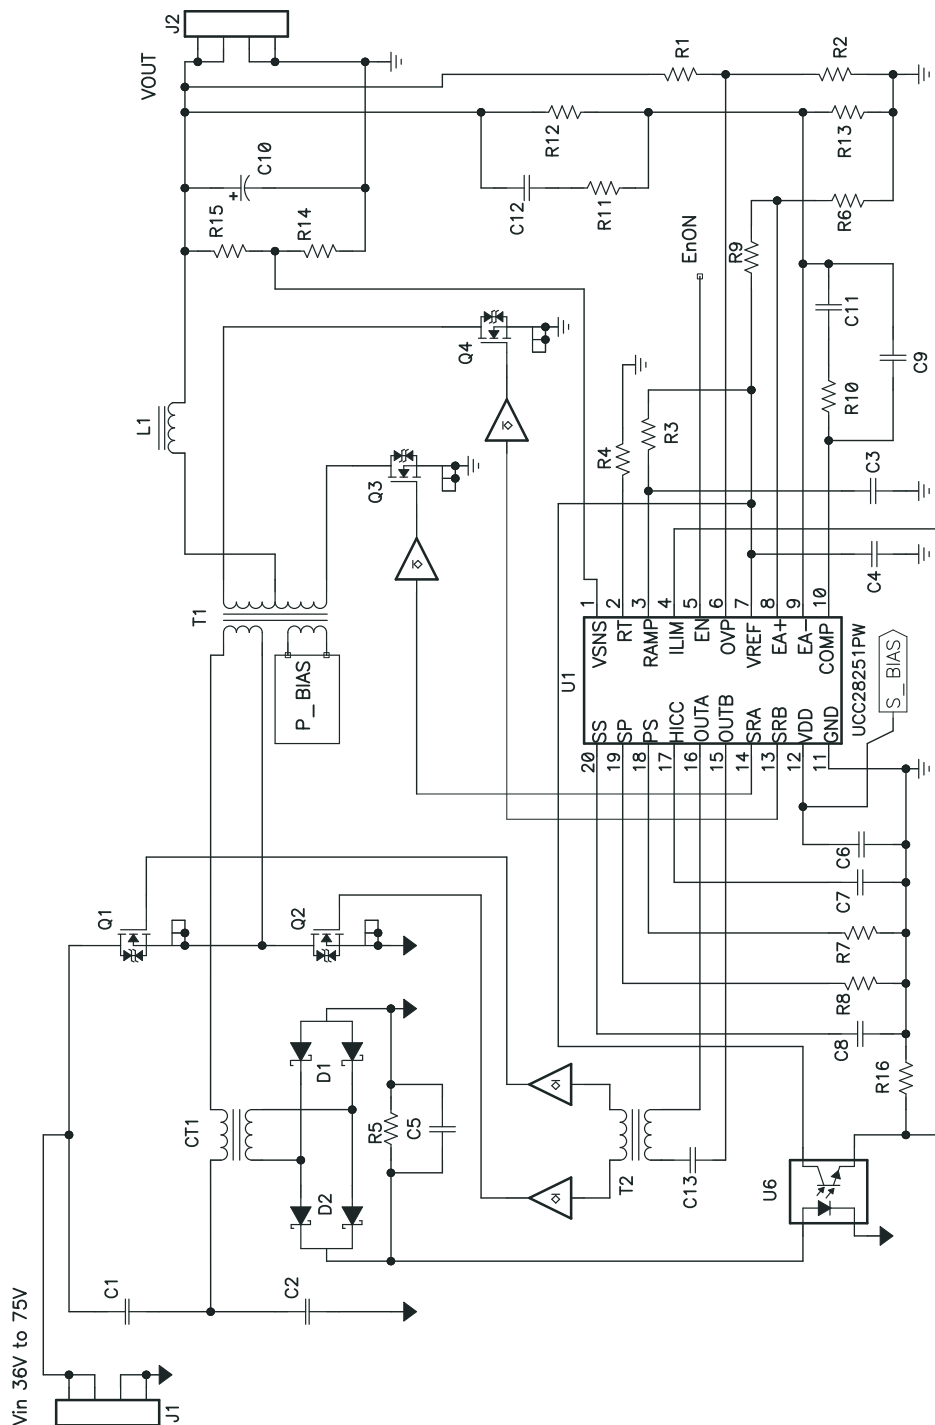 J2
VOUT
R1
R2
C10
R12
R13
R15
R14
C12
R11
R6
EnON
R9
C11
C9
Q4
R4
R3
R10
L1
Q3
C3
C4
T1
1
2
3
4
5
6
7
8
9
10
VSNS
RT
RAMP
ILIM
EN
OVP
VREF
EA+
EA-
COMP
U1
UCC28251PW
P_BIAS
S_BIAS
SS
SP
PS
HICC
OUTA
OUTB
SRA
SRB
VDD
GND
20
19
18
17
16
15
14
13
12
11
Q1
Q2
C6
C7
R7
R8
C8
R16
CT1
D1
D2
R5
C5
T2
C13
U6
C1
C2
Vin 36V to 75V
J1